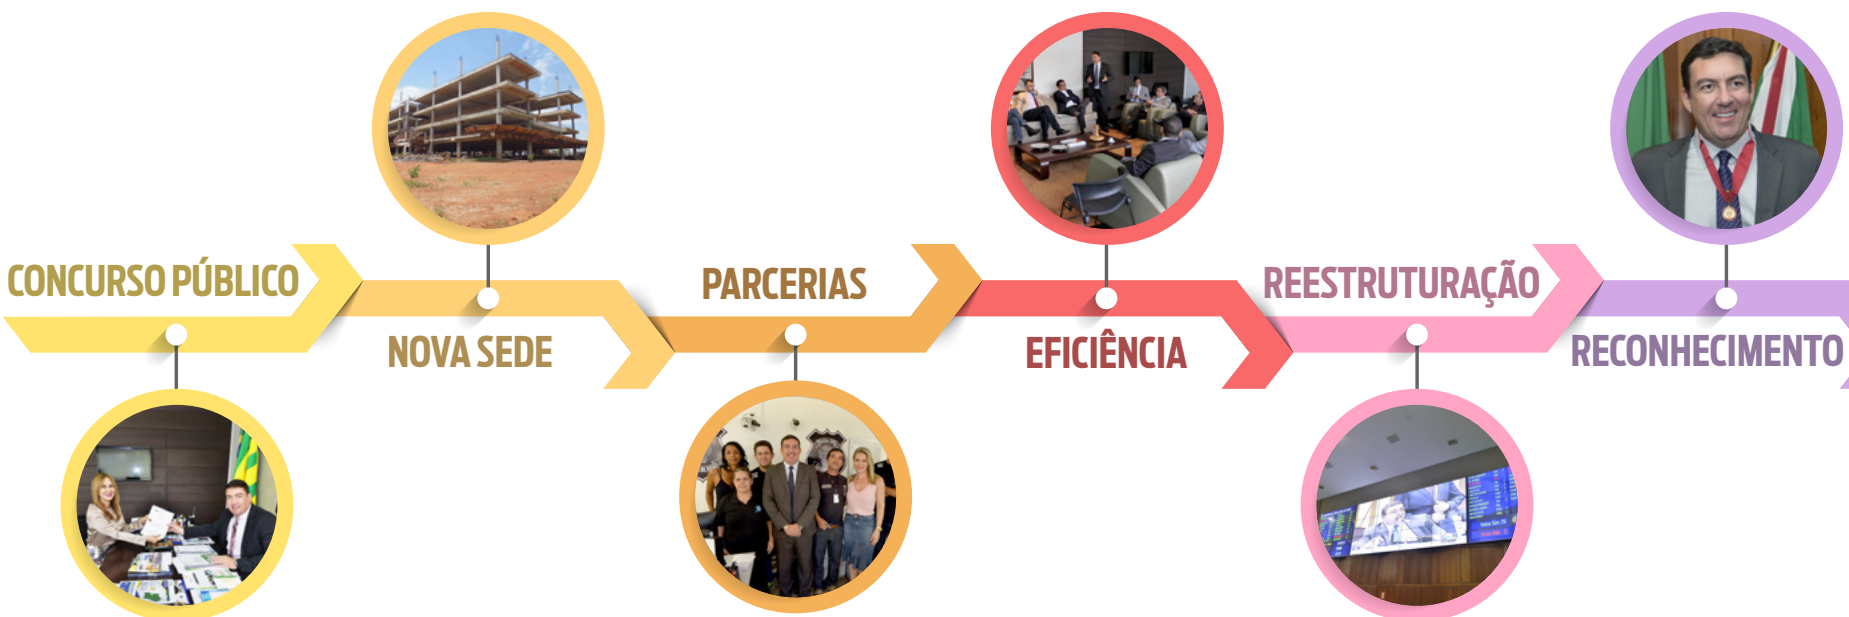 CONCURSO PÚBLICO
NOVA SEDE
PARCERIAS
EFICIÊNCIA
REESTRUTURAÇÃO
RECONHECIMENTO